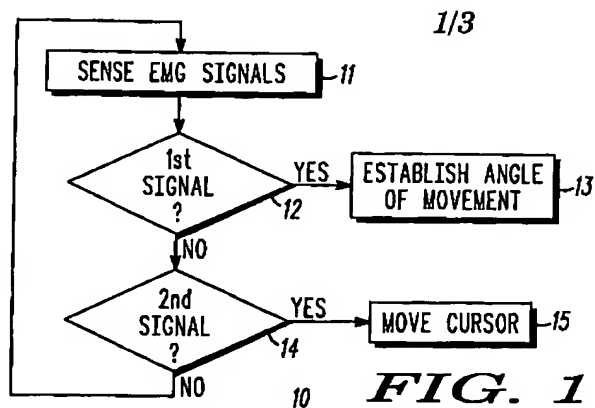 1/3
SENSE EMG SIGNALS 11
1st
SIGNAL
?
12
YES
ESTABLISH ANGLE
OF MOVEMENT
13
NO
2nd
SIGNAL
?
14
YES
MOVE CURSOR 15
NO
10
FIG. 1